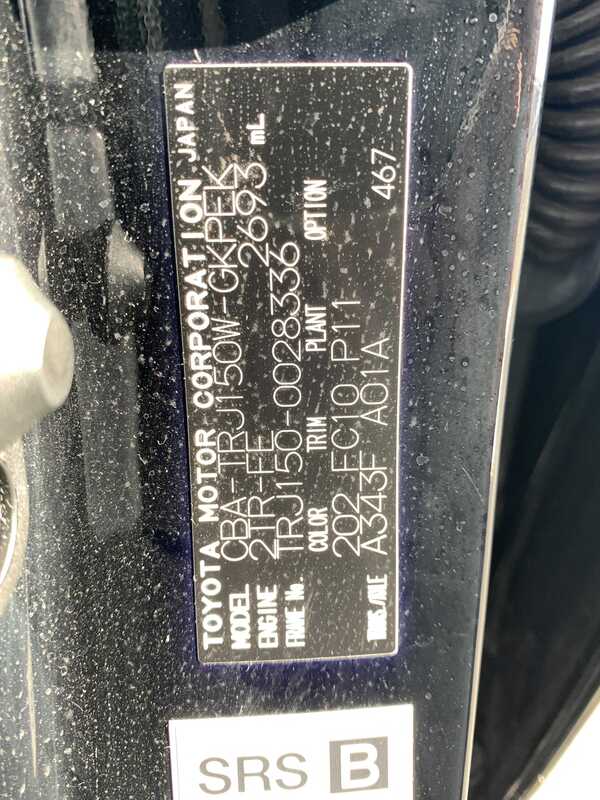 TOYOTA MOTOR CORPORATION JAPAN
MODEL CBA-TRJ150W-GKPEK
ENGINE 2TR-FE 2693 mL
FRAME No. TRJ150-0028336
COLOR TRIM PLANT OPTION
202 FC10 P11 467
TRANS./AXLE A343F A01A
SRS B